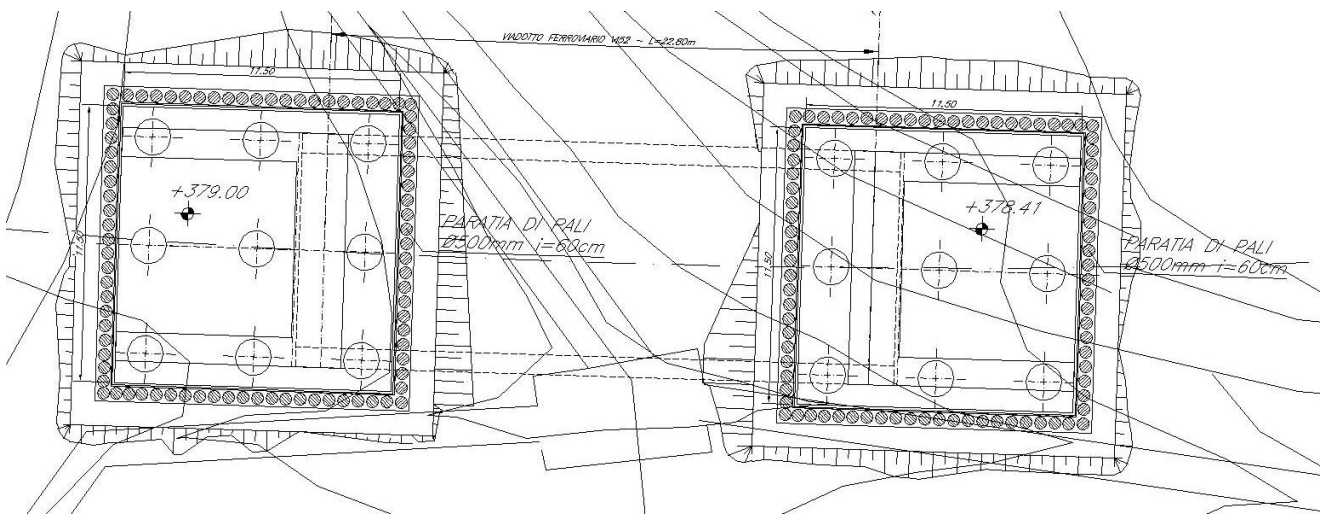 VIADOTTO FERROVIARIO VI52 - L=22.80m
11.50
11.50
+379.00
11.50
PARATIA DI PALI
Ø500mm i=60cm
+378.41
11.50
PARATIA DI PALI
Ø500mm i=60cm